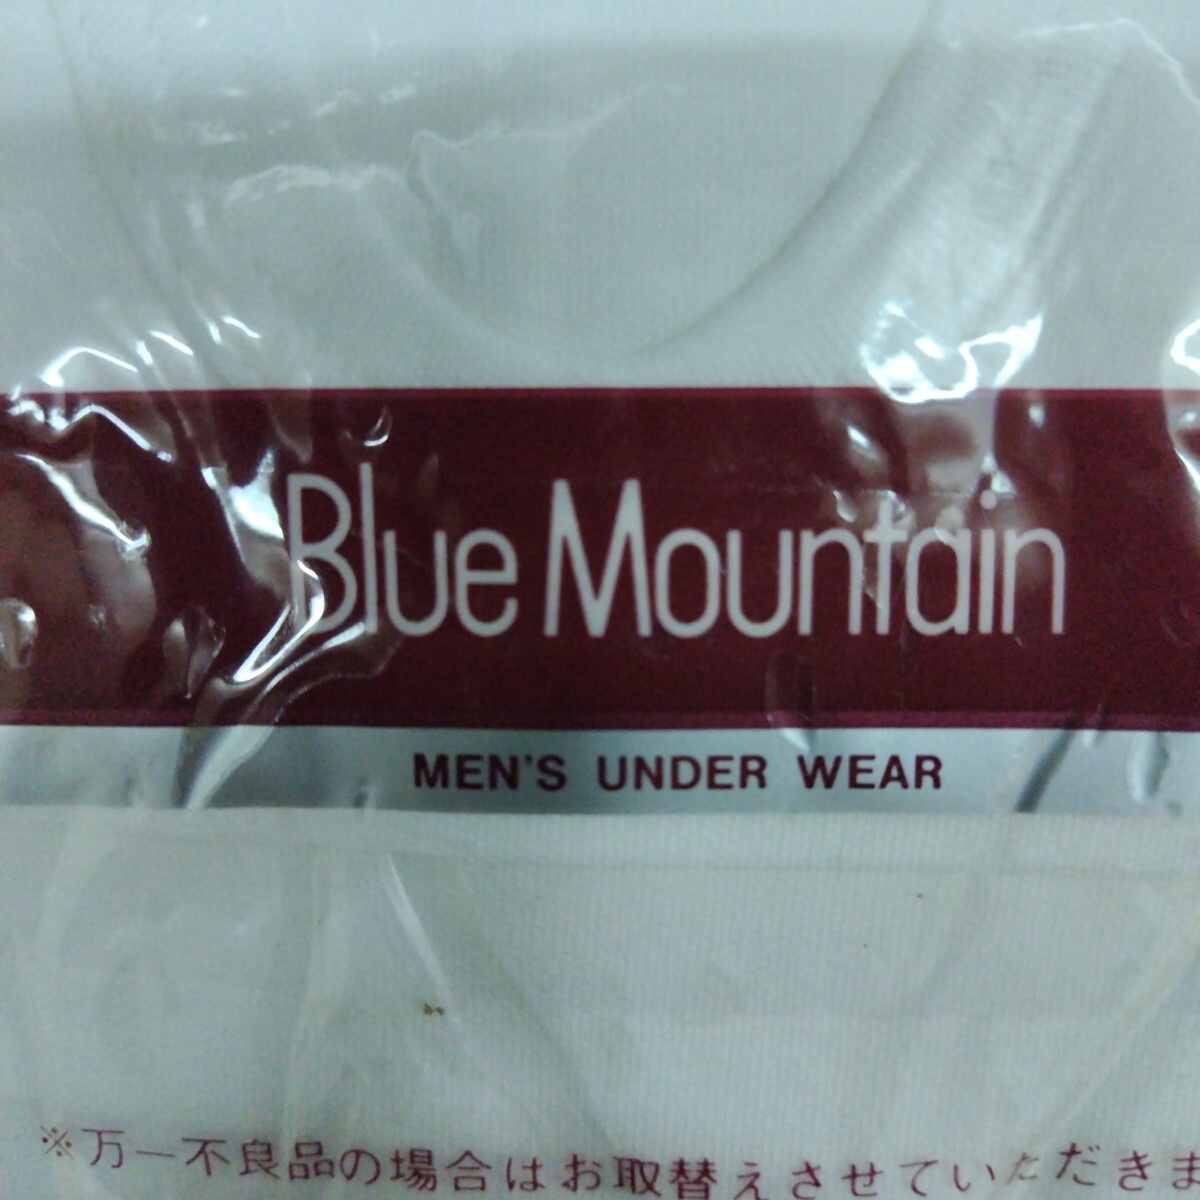 Blue Mountain
MEN'S UNDER WEAR
※万一不良品の場合はお取替えさせていただきま